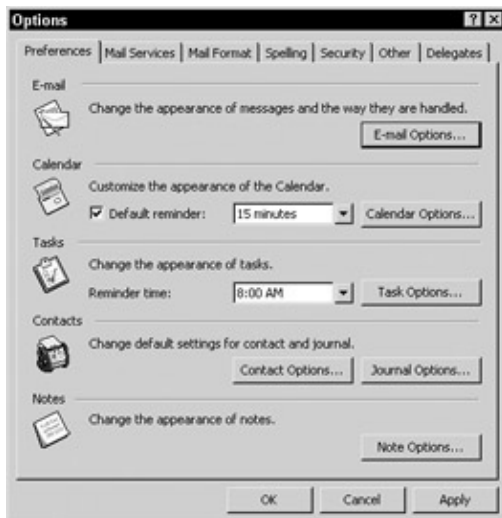 Options
Preferences Mail Services Mail Format Spelling Security Other Delegates
E-mail
Change the appearance of messages and the way they are handled.
E-mail Options...
Calendar
Customize the appearance of the Calendar.
Default reminder: 15 minutes Calendar Options...
Tasks
Change the appearance of tasks.
Reminder time: 8:00 AM Task Options...
Contacts
Change default settings for contact and journal.
Contact Options... Journal Options...
Notes
Change the appearance of notes.
Note Options...
OK Cancel Apply